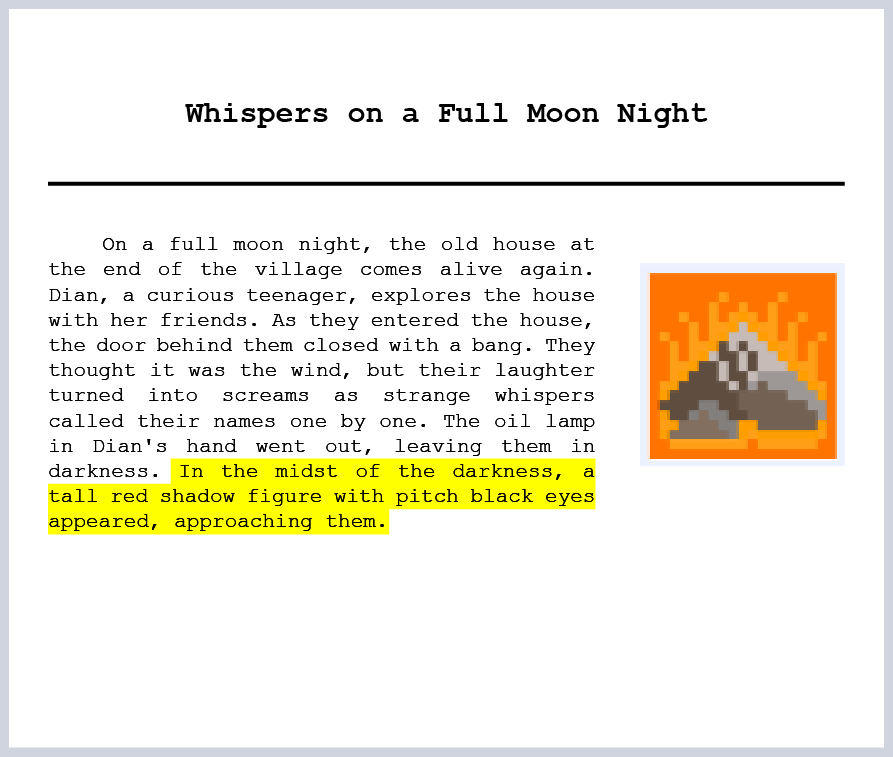 Whispers on a Full Moon Night
On a full moon night, the old house at
the end of the village comes alive again.
Dian, a curious teenager, explores the house
with her friends. As they entered the house,
the door behind them closed with a bang. They
thought it was the wind, but their laughter
turned into screams as strange whispers
called their names one by one. The oil lamp
in Dian's hand went out, leaving them in
darkness. In the midst of the darkness, a
tall red shadow figure with pitch black eyes
appeared, approaching them.